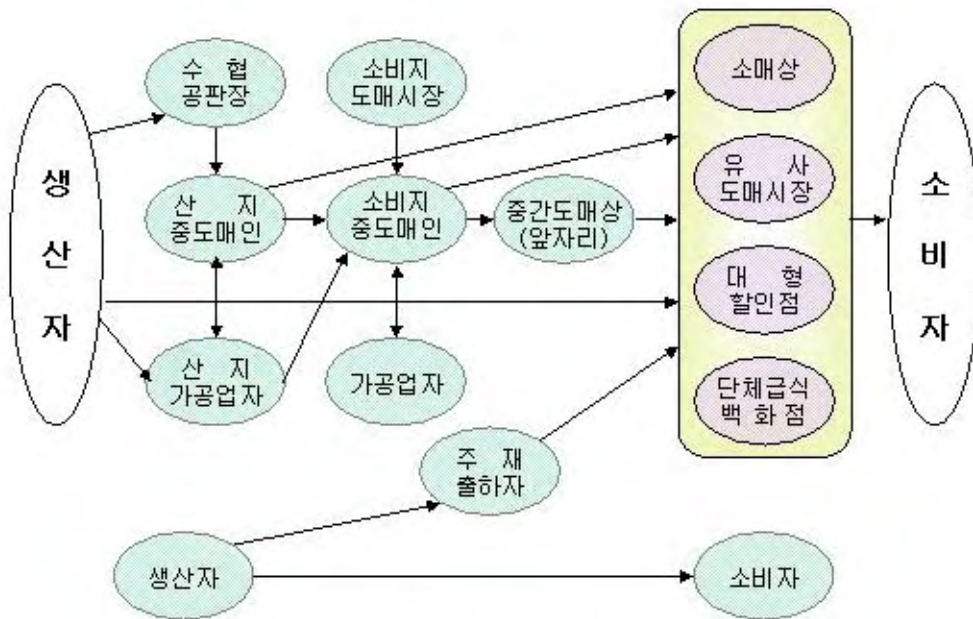 수 협
공판장
소비지
도매시장
소매상
생
산
자
산 지
중도매인
소비지
중도매인
중간도매상
(앞자리)
유 사
도매시장
소
비
자
대 형
할인점
산 지
가공업자
가공업자
단체급식
백 화 점
주 재
출하자
생산자
소비자